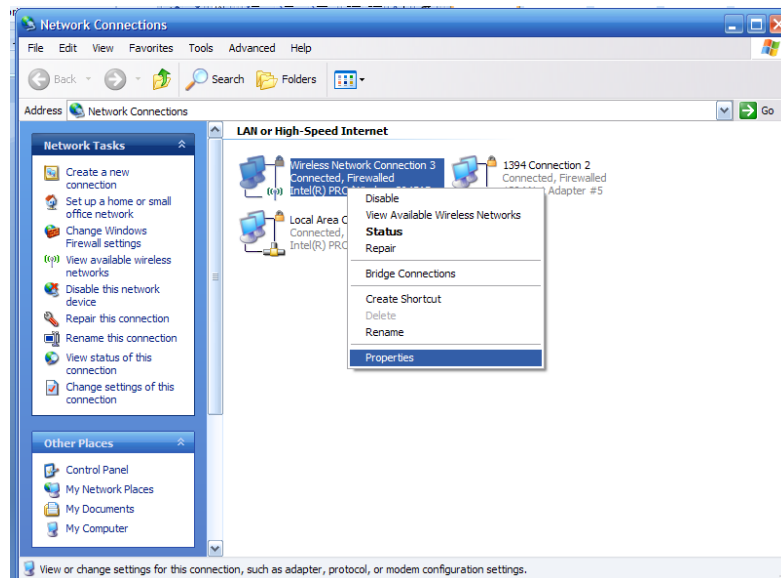 Network Connections
File Edit View Favorites Tools Advanced Help
Back Search Folders
Address Network Connections Go
Network Tasks
Create a new
connection
Set up a home or small
office network
Change Windows
Firewall settings
View available wireless
networks
Disable this network
device
Repair this connection
Rename this connection
View status of this
connection
Change settings of this
connection
Other Places
Control Panel
My Network Places
My Documents
My Computer
LAN or High-Speed Internet
Wireless Network Connection 3
Connected, Firewalled
Intel(R) PRO
1394 Connection 2
Connected, Firewalled
Adapter #5
Local Area
Connected,
Intel(R) PRO
Disable
View Available Wireless Networks
Status
Repair
Bridge Connections
Create Shortcut
Delete
Rename
Properties
View or change settings for this connection, such as adapter, protocol, or modem configuration settings.